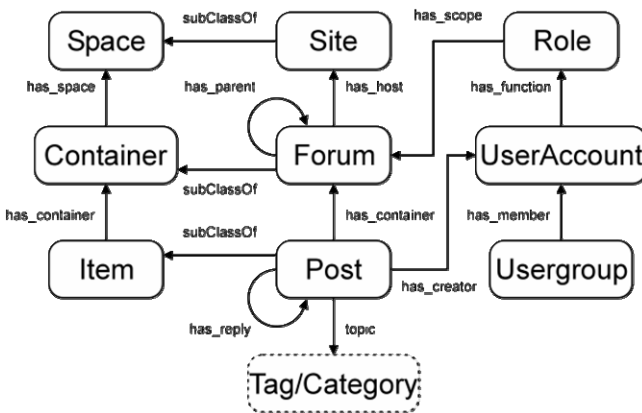 subClassOf
has_scope
Space
Site
Role
has_space
has_parent
has_host
has_function
Container
Forum
UserAccount
subClassOf
has_container
subClassOf
has_container
has_member
Item
Post
Usergroup
has_creator
has_reply
topic
Tag/Category